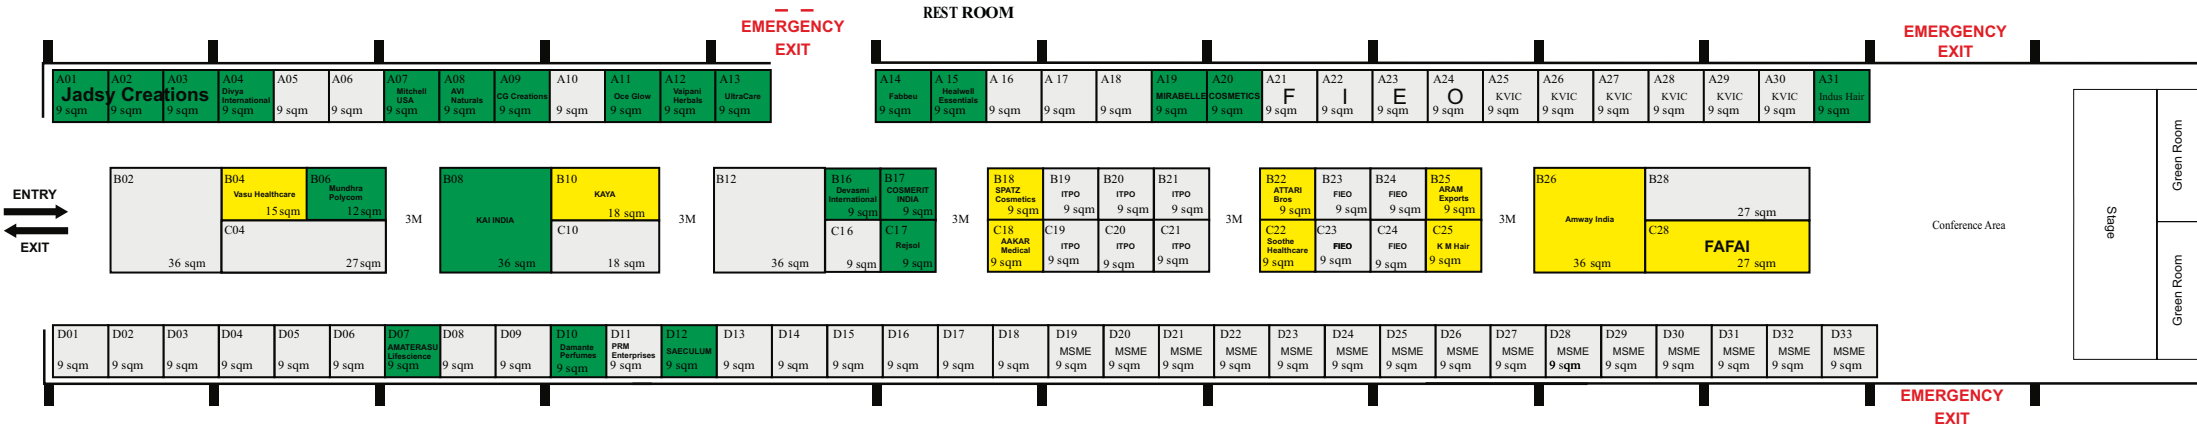 REST ROOM
EMERGENCY
EXIT
EMERGENCY
EXIT
A01 A02 A03 A04 A05 A06 A07 A08 A09 A10 A11 A12 A13
Jadsy Creations
Divya
International
Mitchell
USA
AVI
Naturals
CG Creations
Oce Glow
Vaipani
Herbals
UltraCare
9 sqm 9 sqm 9 sqm 9 sqm 9 sqm 9 sqm 9 sqm 9 sqm 9 sqm 9 sqm 9 sqm 9 sqm 9 sqm
A14 A 15 A 16 A 17 A18 A19 A20 A21 A22 A23 A24 A25 A26 A27 A28 A29 A30 A31
Fabbeu
Healwell
Essentials
MIRABELLE COSMETICS
F I E O
KVIC KVIC KVIC KVIC KVIC KVIC
Indus Hair
9 sqm 9 sqm 9 sqm 9 sqm 9 sqm 9 sqm 9 sqm 9 sqm 9 sqm 9 sqm 9 sqm 9 sqm 9 sqm 9 sqm 9 sqm 9 sqm 9 sqm 9 sqm
ENTRY
EXIT
B02
36 sqm
B04
Vasu Healthcare
15 sqm
B06
Mundhra
Polycom
12 sqm
C04
27 sqm
3M
B08
KAI INDIA
36 sqm
B10
KAYA
18 sqm
C10
18 sqm
3M
B12
36 sqm
B16
Devasmi
International
9 sqm
B17
COSMERIT
INDIA
9 sqm
C16
9 sqm
C17
Rejsol
9 sqm
3M
B18
SPATZ
Cosmetics
9 sqm
B19
ITPO
9 sqm
B20
ITPO
9 sqm
B21
ITPO
9 sqm
C18
AAKAR
Medical
9 sqm
C19
ITPO
9 sqm
C20
ITPO
9 sqm
C21
ITPO
9 sqm
3M
B22
ATTARI
Bros
9 sqm
B23
FIEO
9 sqm
B24
FIEO
9 sqm
B25
ARAM
Exports
9 sqm
C22
Soothe
Healthcare
9 sqm
C23
FIEO
9 sqm
C24
FIEO
9 sqm
C25
K M Hair
9 sqm
3M
B26
Amway India
36 sqm
B28
27 sqm
C28
FAFAI
27 sqm
Conference Area
Stage
Green Room
Green Room
D01 D02 D03 D04 D05 D06 D07 D08 D09 D10 D11 D12 D13 D14 D15 D16 D17 D18 D19 D20 D21 D22 D23 D24 D25 D26 D27 D28 D29 D30 D31 D32 D33
AMATERASU
Lifescience
Damante
Perfumes
PRM
Enterprises
SAECULUM
MSME MSME MSME MSME MSME MSME MSME MSME MSME MSME MSME MSME MSME MSME MSME
9 sqm 9 sqm 9 sqm 9 sqm 9 sqm 9 sqm 9 sqm 9 sqm 9 sqm 9 sqm 9 sqm 9 sqm 9 sqm 9 sqm 9 sqm 9 sqm 9 sqm 9 sqm 9 sqm 9 sqm 9 sqm 9 sqm 9 sqm 9 sqm 9 sqm 9 sqm 9 sqm 9 sqm 9 sqm 9 sqm 9 sqm 9 sqm 9 sqm
EMERGENCY
EXIT